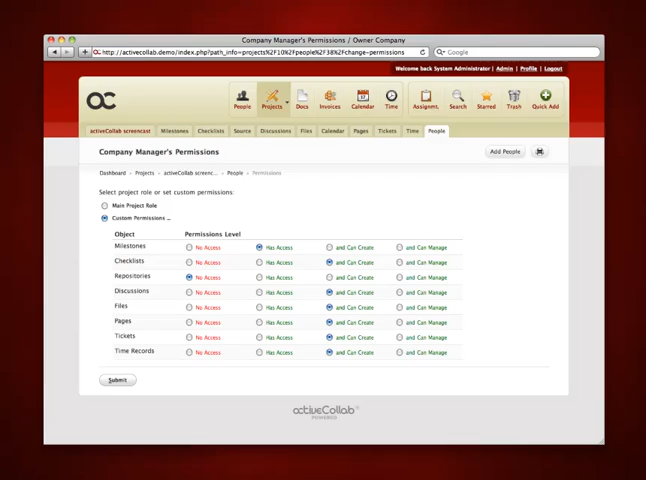 Company Manager's Permissions / Owner Company
http://activecollab.demo/index.php?path_info=projects%2F10%2Fpeople%2F38%2Fchange-permissions
Google
Welcome back System Administrator | Admin | Profile | Logout
People Projects Docs Invoices Calendar Time Assignmt. Search Starred Trash Quick Add
activeCollab screencast Milestones Checklists Source Discussions Files Calendar Pages Tickets Time People
Company Manager's Permissions
Add People
Dashboard Projects activeCollab screenc... People Permissions
Select project role or set custom permissions:
Main Project Role
Custom Permissions ...
Object Permissions Level
Milestones No Access Has Access and Can Create and Can Manage
Checklists No Access Has Access and Can Create and Can Manage
Repositories No Access Has Access and Can Create and Can Manage
Discussions No Access Has Access and Can Create and Can Manage
Files No Access Has Access and Can Create and Can Manage
Pages No Access Has Access and Can Create and Can Manage
Tickets No Access Has Access and Can Create and Can Manage
Time Records No Access Has Access and Can Create and Can Manage
Submit
activeCollab
POWERED